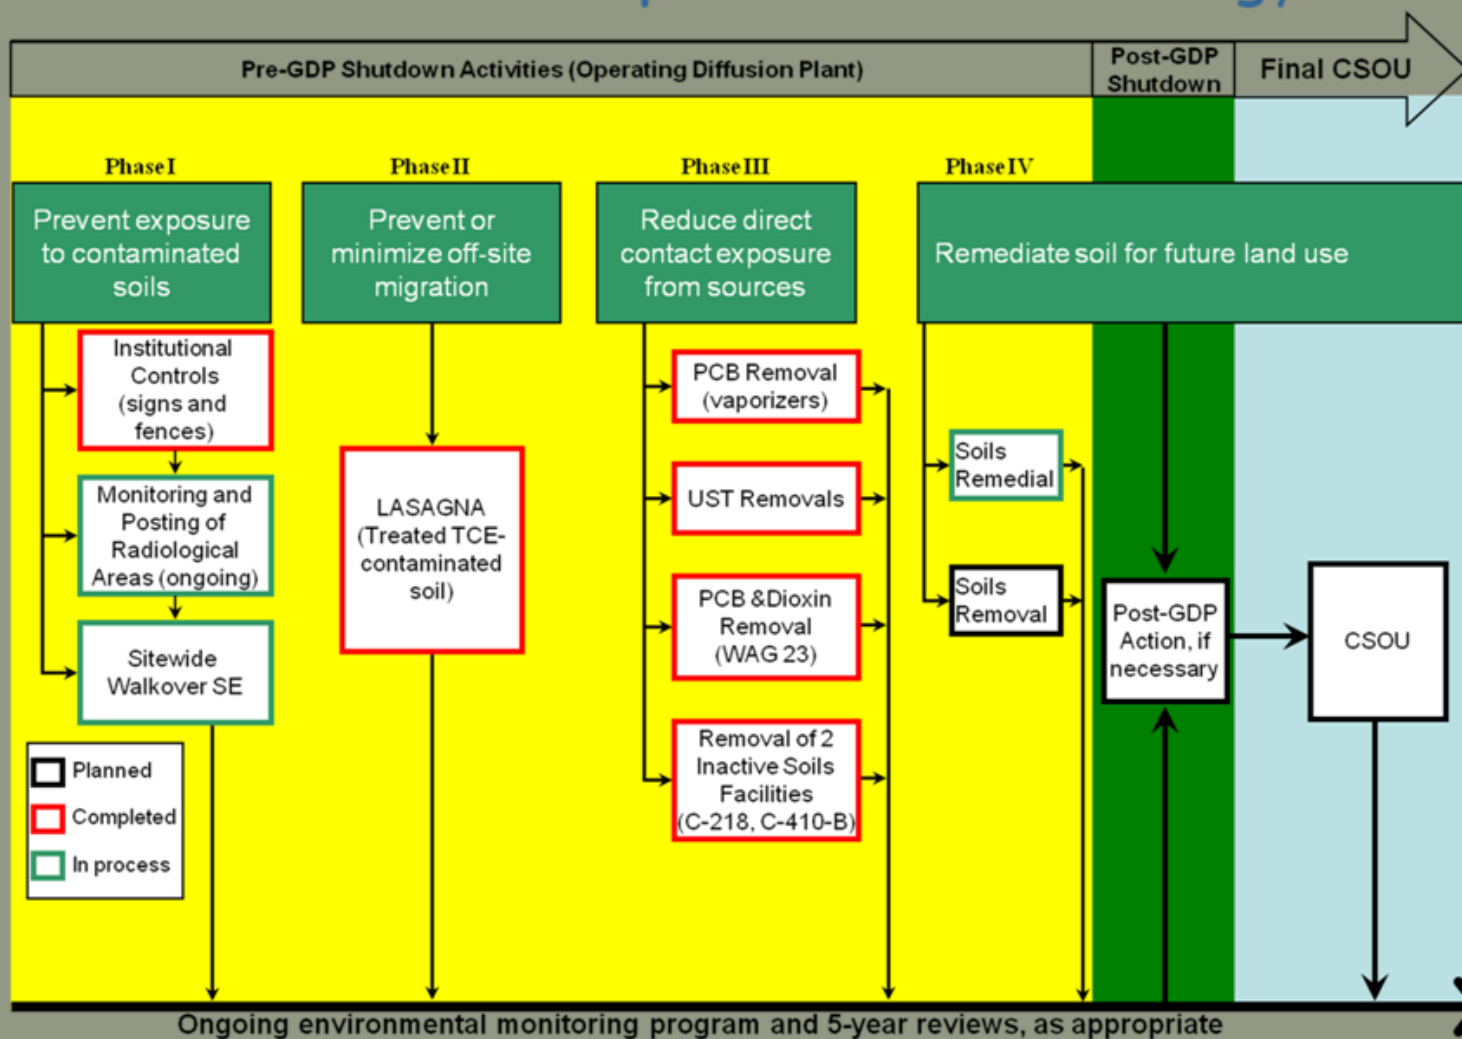 Pre-GDP Shutdown Activities (Operating Diffusion Plant)
Post-GDP
Shutdown
Final CSOU
Phase I
Phase II
Phase III
Phase IV
Prevent exposure
to contaminated
soils
Prevent or
minimize off-site
migration
Reduce direct
contact exposure
from sources
Remediate soil for future land use
Institutional
Controls
(signs and
fences)
Monitoring and
Posting of
Radiological
Areas (ongoing)
Sitewide
Walkover SE
LASAGNA
(Treated TCE-
contaminated
soil)
PCB Removal
(vaporizers)
UST Removals
PCB &Dioxin
Removal
(WAG 23)
Removal of 2
Inactive Soils
Facilities
(C-218, C-410-B)
Soils
Remedial
Soils
Removal
Post-GDP
Action, if
necessary
CSOU
Planned
Completed
In process
Ongoing environmental monitoring program and 5-year reviews, as appropriate